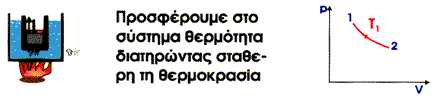 Προσφέρουμε στο
σύστημα θερμότητα
διατηρώντας σταθε-
ρη τη θερμοκρασία
p
1
T1
2
V